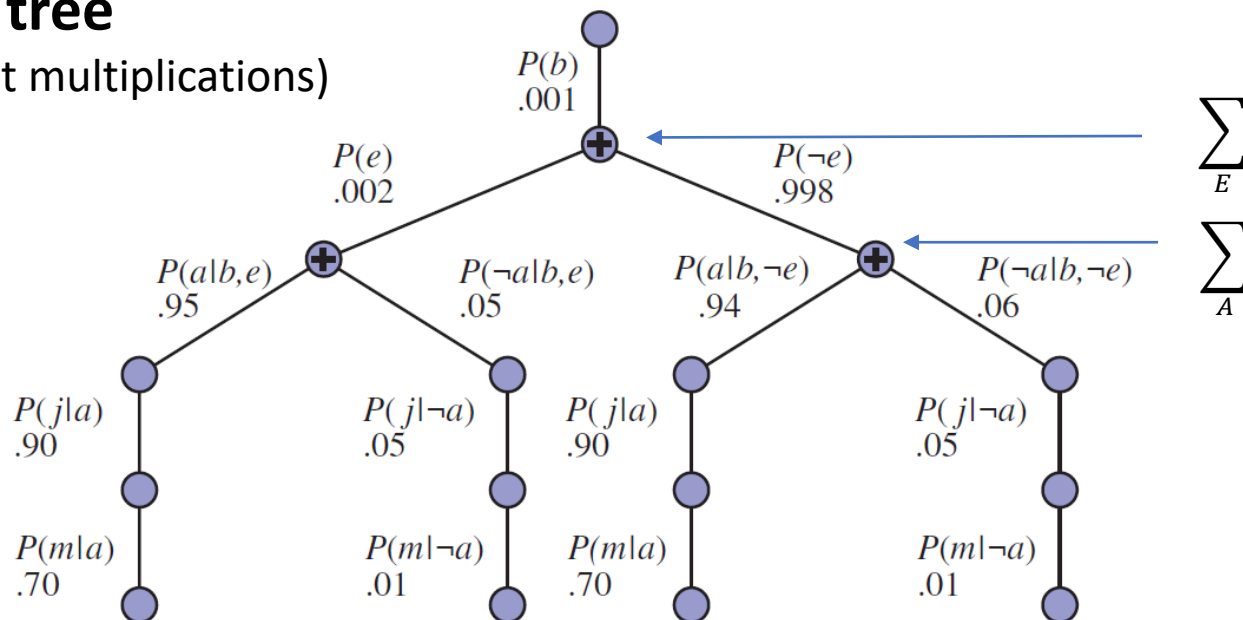 tree
t multiplications)
P(b)
.001
∑
E
P(e)
.002
P(¬e)
.998
∑
A
P(a|b,e)
.95
P(¬a|b,e)
.05
P(a|b,¬e)
.94
P(¬a|b,¬e)
.06
P(j|a)
.90
P(j|¬a)
.05
P(j|a)
.90
P(j|¬a)
.05
P(m|a)
.70
P(m|¬a)
.01
P(m|a)
.70
P(m|¬a)
.01